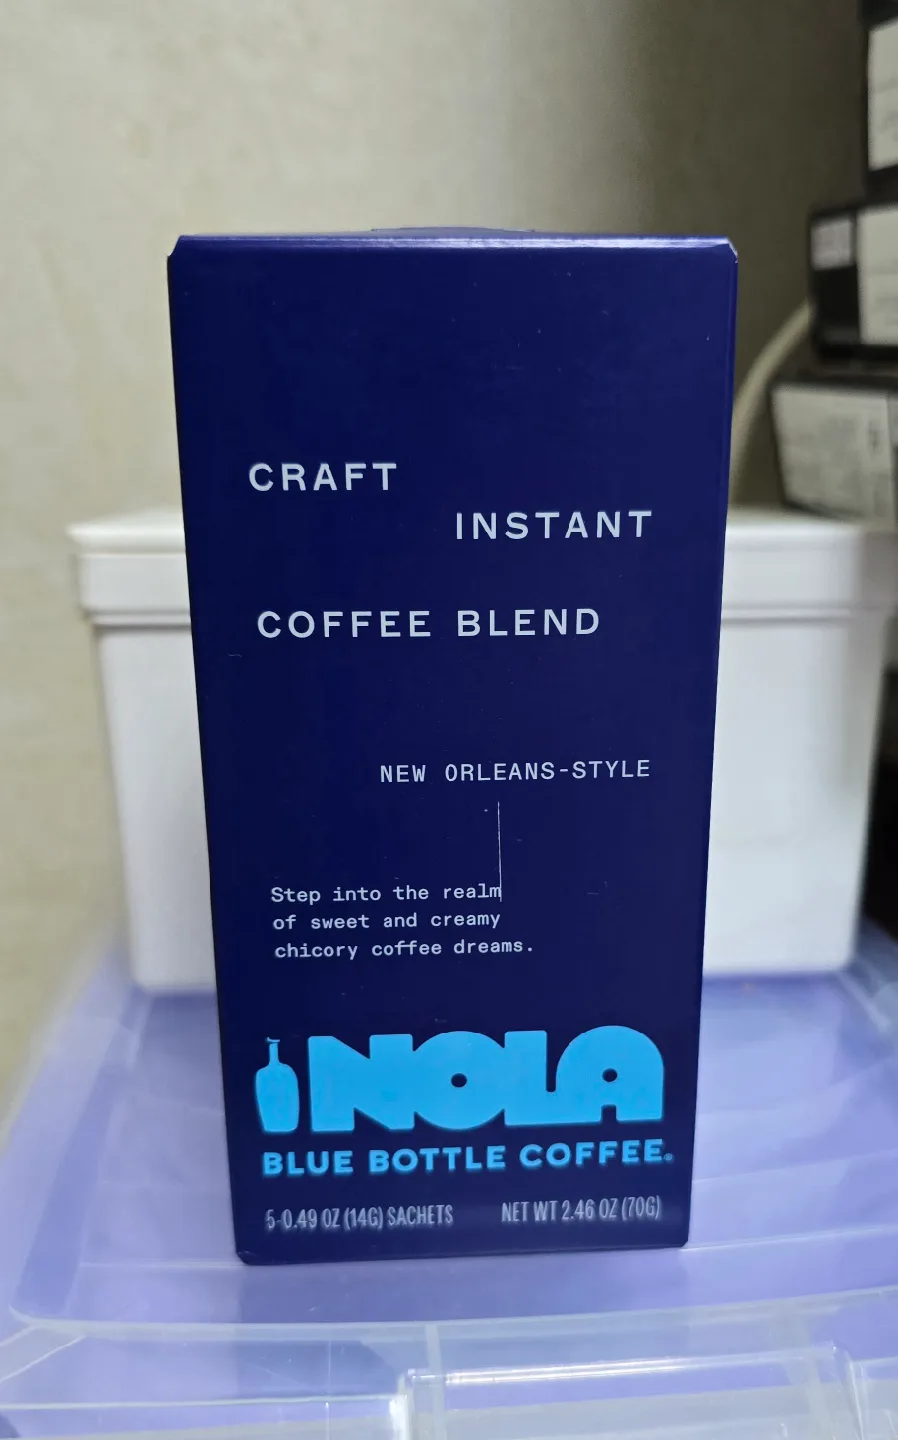 CRAFT
INSTANT
COFFEE BLEND
NEW ORLEANS-STYLE
Step into the realm
of sweet and creamy
chicory coffee dreams.
NOLA
BLUE BOTTLE COFFEE®
5-0.49 OZ (14G) SACHETS NET WT 2.46 OZ (70G)